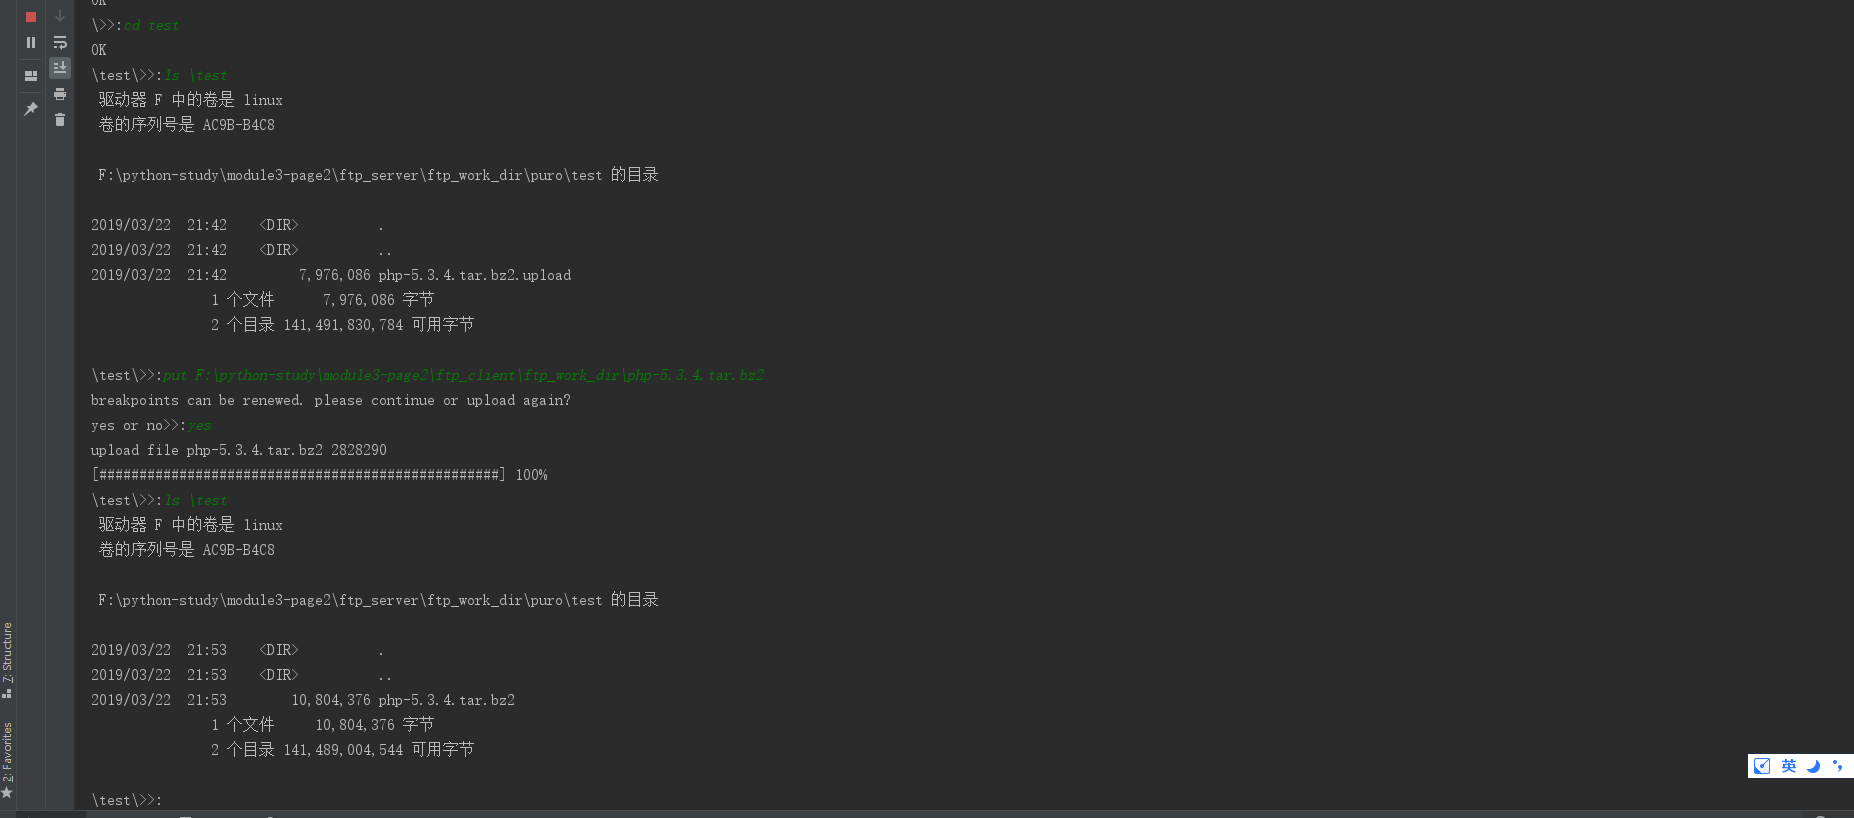 OK
\>>:cd test
OK
\test\>>:ls \test
驱动器 F 中的卷是 linux
卷的序列号是 AC9B-B4C8
F:\python-study\module3-page2\ftp_server\ftp_work_dir\puro\test 的目录
2019/03/22  21:42    <DIR>          .
2019/03/22  21:42    <DIR>          ..
2019/03/22  21:42         7,976,086 php-5.3.4.tar.bz2.upload
1 个文件      7,976,086 字节
2 个目录 141,491,830,784 可用字节
\test\>>:put F:\python-study\module3-page2\ftp_client\ftp_work_dir\php-5.3.4.tar.bz2
breakpoints can be renewed. please continue or upload again?
yes or no>>:yes
upload file php-5.3.4.tar.bz2 2828290
[##################################################] 100%
\test\>>:ls \test
驱动器 F 中的卷是 linux
卷的序列号是 AC9B-B4C8
F:\python-study\module3-page2\ftp_server\ftp_work_dir\puro\test 的目录
2019/03/22  21:53    <DIR>          .
2019/03/22  21:53    <DIR>          ..
2019/03/22  21:53        10,804,376 php-5.3.4.tar.bz2
1 个文件     10,804,376 字节
2 个目录 141,489,004,544 可用字节
\test\>>:
7: Structure
2: Favorites
英